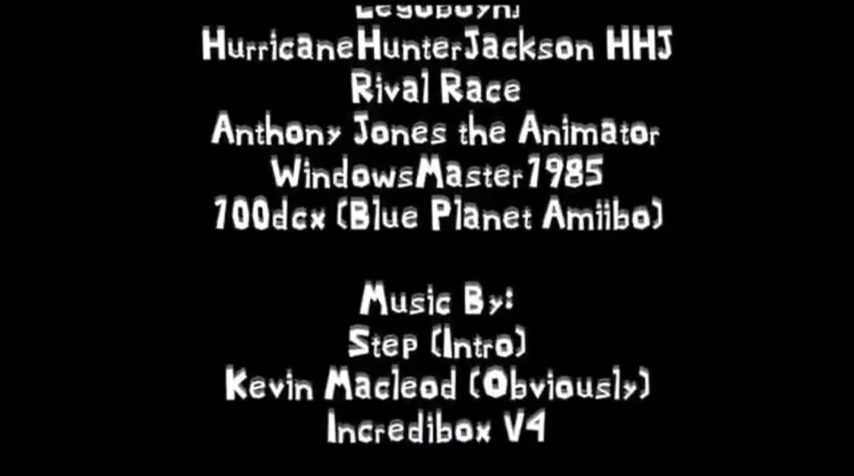 HurricaneHunterJackson HHJ
Rival Race
Anthony Jones the Animator
WindowsMaster1985
100dcx (Blue Planet Amiibo)
Music By:
Step (Intro)
Kevin Macleod (Obviously)
Incredibox V4